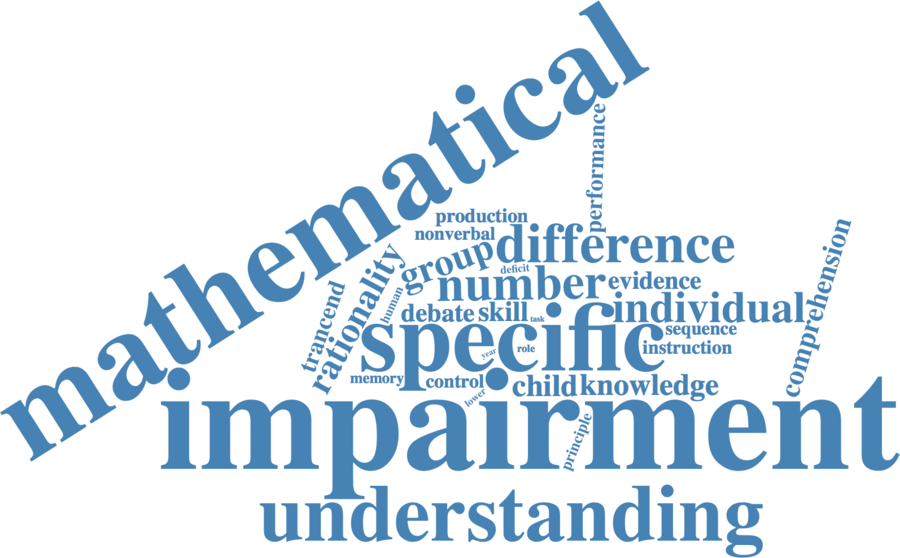 mathematical
performance
production
nonverbal
difference
group
deficit
number
evidence
comprehension
trancend
rationality
human
debate
skill
task
individual
specific
sequence
year
role
instruction
memory
control
lower
child
knowledge
impairment
principle
understanding